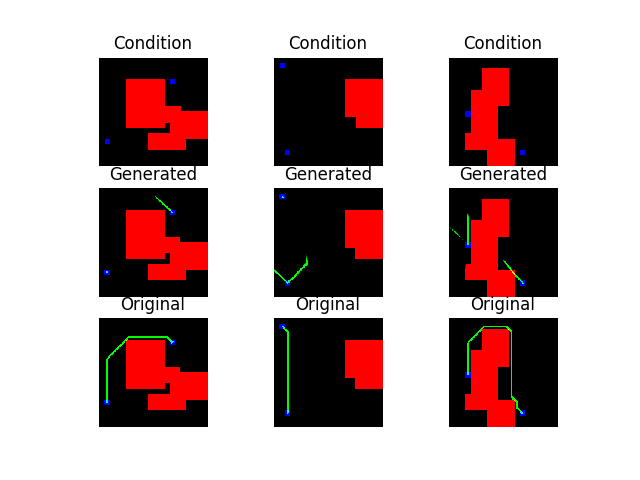 Condition Condition Condition
Generated Generated Generated
Original Original Original